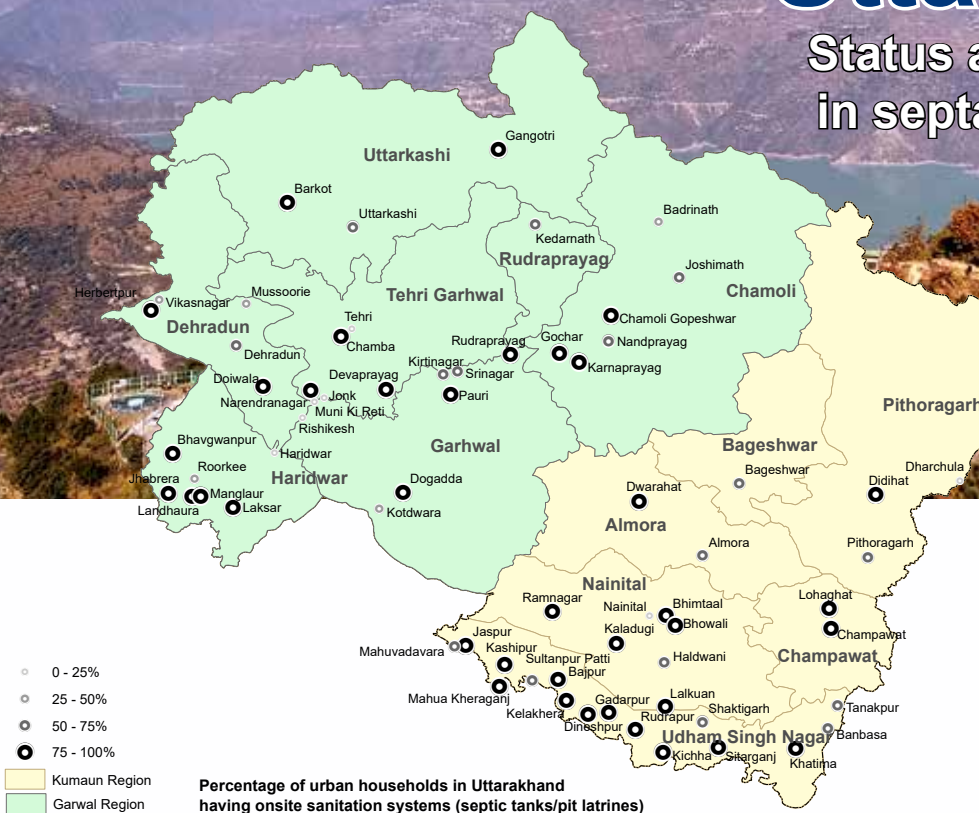 Status
in
Gangotri
Uttarkashi
Barkot
Uttarkashi
Badrinath
Kedarnath
Rudraprayag
Joshimath
Chamoli
Herbertpur
Vikasnagar
Mussoorie
Tehri Garhwal
Dehradun
Tehri
Chamba
Chamoli Gopeshwar
Dehradun
Rudraprayag
Gochar
Nandprayag
Kirtinagar
Srinagar
Karnaprayag
Doiwala
Devaprayag
Narendranagar
Jonk
Muni Ki Reti
Pauri
Rishikesh
Bhavgwanpur
Haridwar
Garhwal
Roorkee
Jhabrera
Haridwar
Manglaur
Landhaura
Laksar
Dogadda
Kotdwara
Pithoragarh
Bageshwar
Bageshwar
Dharchula
Didihat
Dwarahat
Almora
Almora
Pithoragarh
Nainital
Ramnagar
Nainital
Bhimtaal
Bhowali
Lohaghat
Champawat
Kaladugi
Jaspur
Mahuvadavara
Kashipur
Sultanpur Patti
Haldwani
Champawat
Bajpur
Mahua Kheraganj
Kelakhera
Gadarpur
Lalkuan
Dineshpur
Rudrapur
Shaktigarh
Tanakpur
Udham Singh Nagar
Banbasa
Kichha
Sitarganj
Khatima
0 - 25%
25 - 50%
50 - 75%
75 - 100%
Kumaun Region
Garwal Region
Percentage of urban households in Uttarakhand
having onsite sanitation systems (septic tanks/pit latrines)